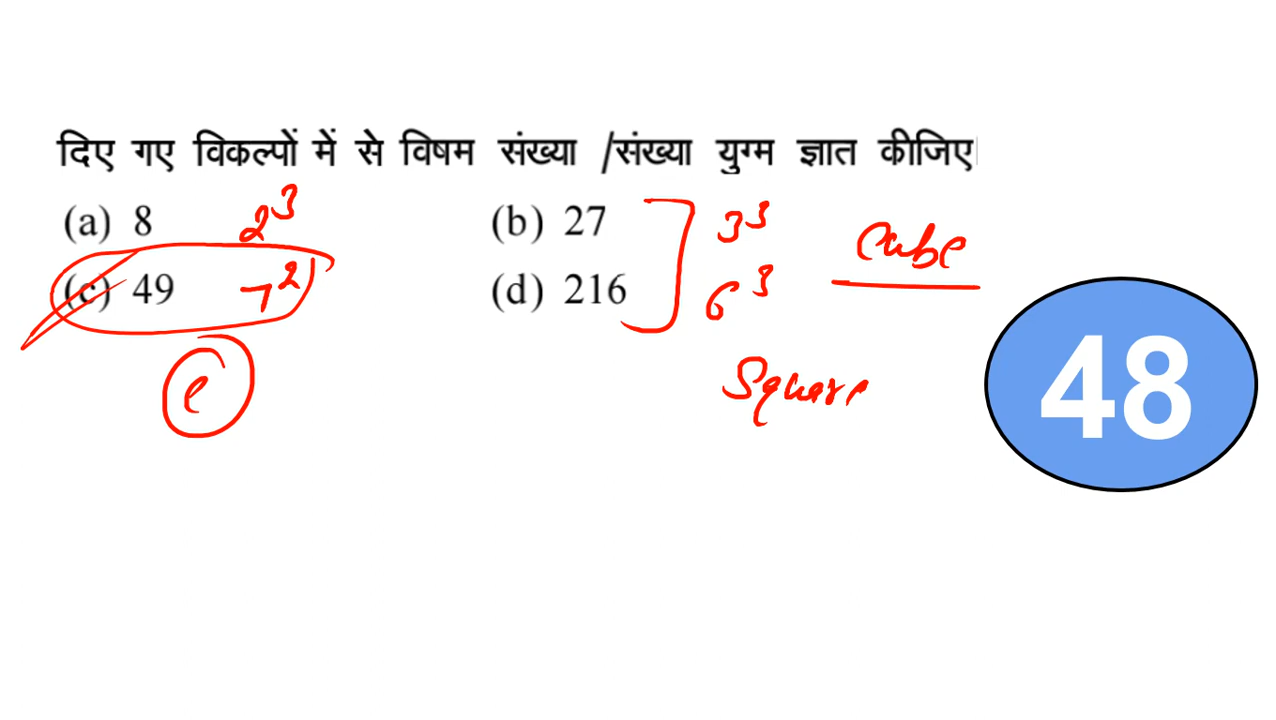 दिए गए विकल्पों में से विषम संख्या /संख्या युग्म ज्ञात कीजिए
(a) 8 2³ (b) 27 3³ Cube
(c) 49 7² (d) 216 6³
Square
c
48